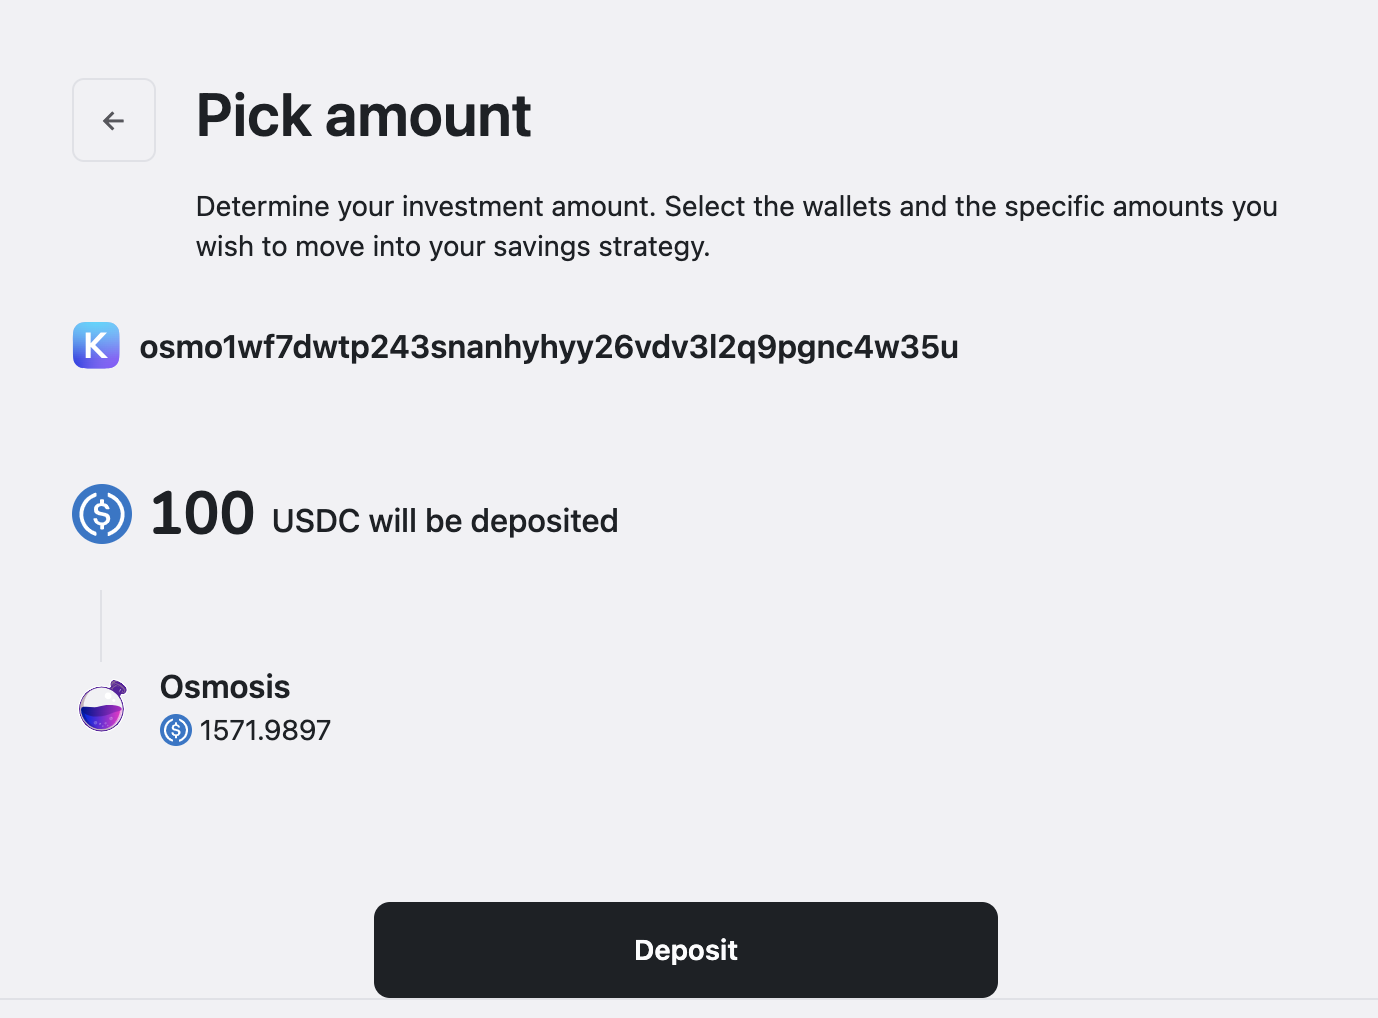 Pick amount
Determine your investment amount. Select the wallets and the specific amounts you
wish to move into your savings strategy.
K osmo1wf7dwtp243snanhyhyy26vdv3l2q9pgnc4w35u
$ 100 USDC will be deposited
Osmosis
$ 1571.9897
Deposit